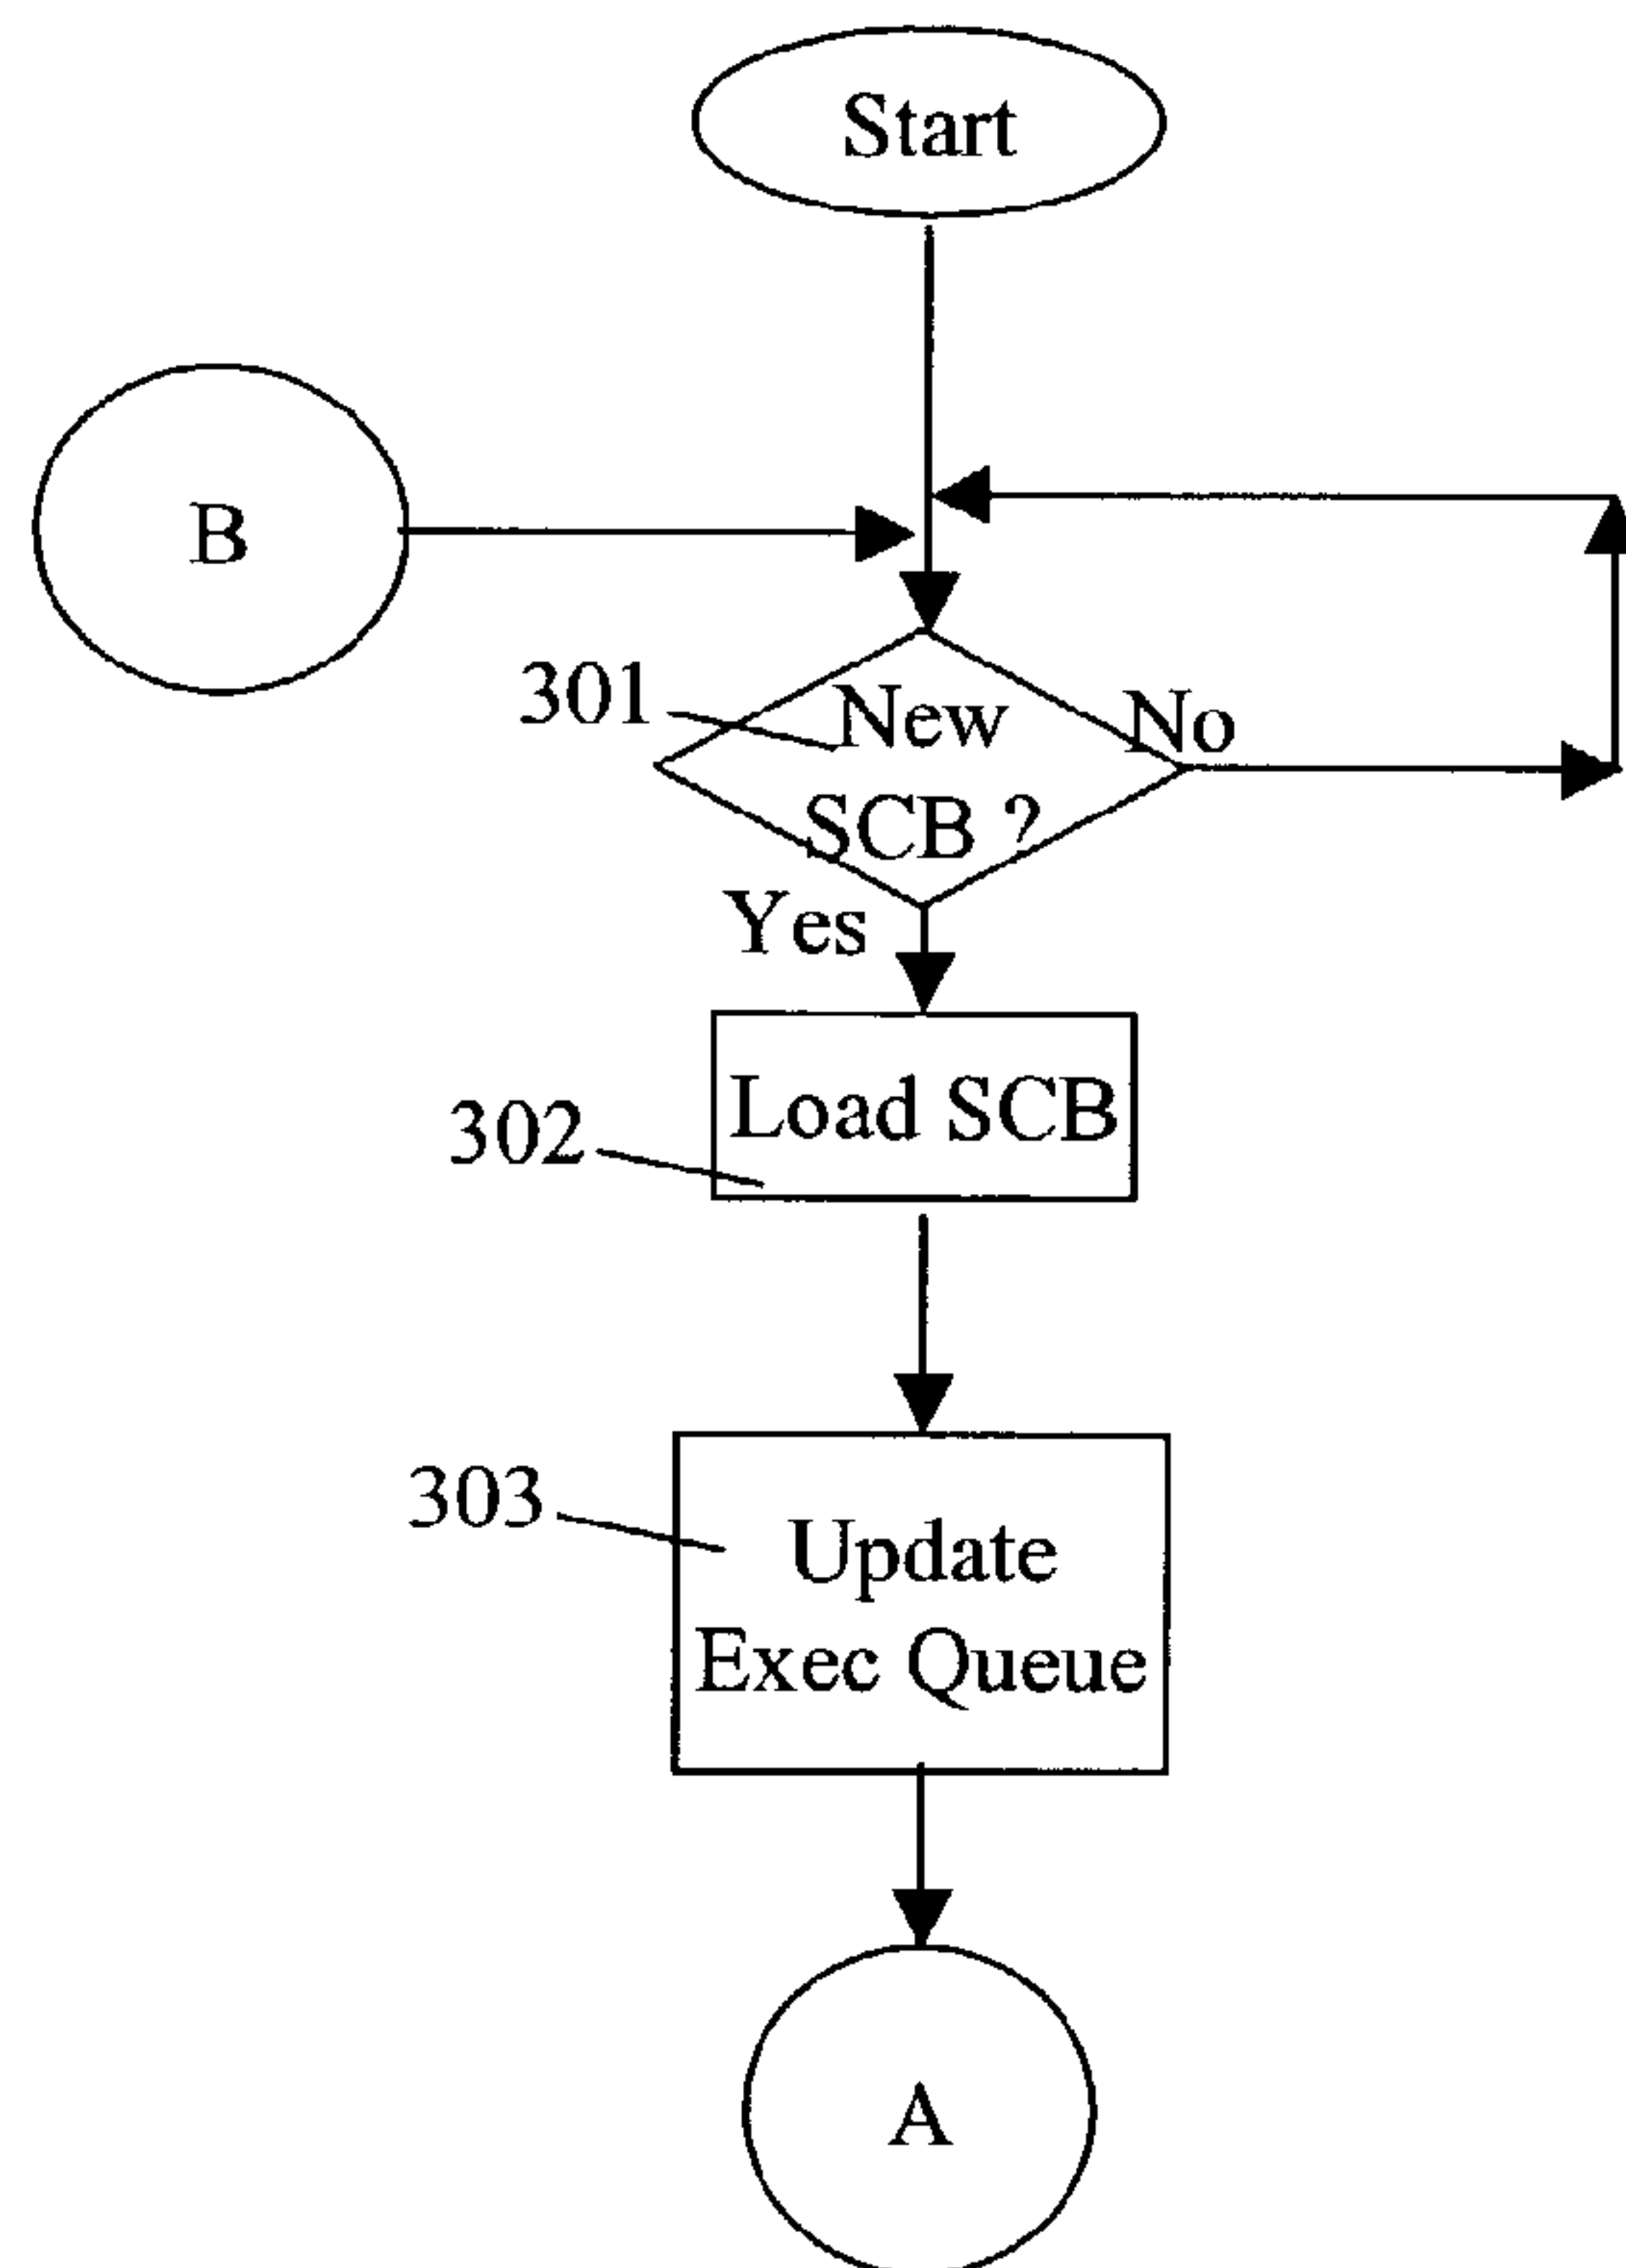 Start
B
301
New
No
SCB ?
Yes
Load SCB
302
303
Update
Exec Queue
A